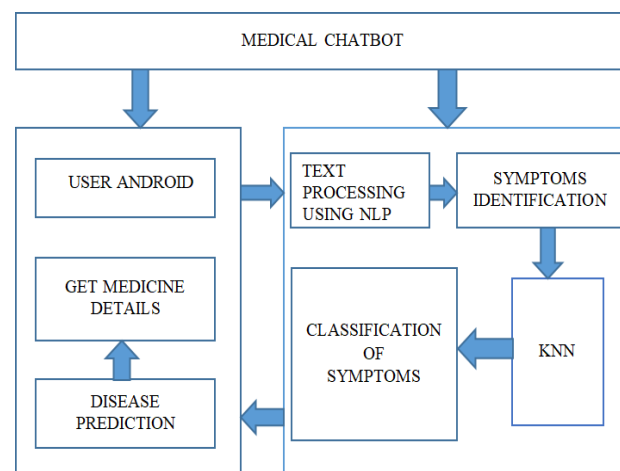 MEDICAL CHATBOT
USER ANDROID
TEXT
PROCESSING
USING NLP
SYMPTOMS
IDENTIFICATION
GET MEDICINE
DETAILS
CLASSIFICATION
OF
SYMPTOMS
KNN
DISEASE
PREDICTION